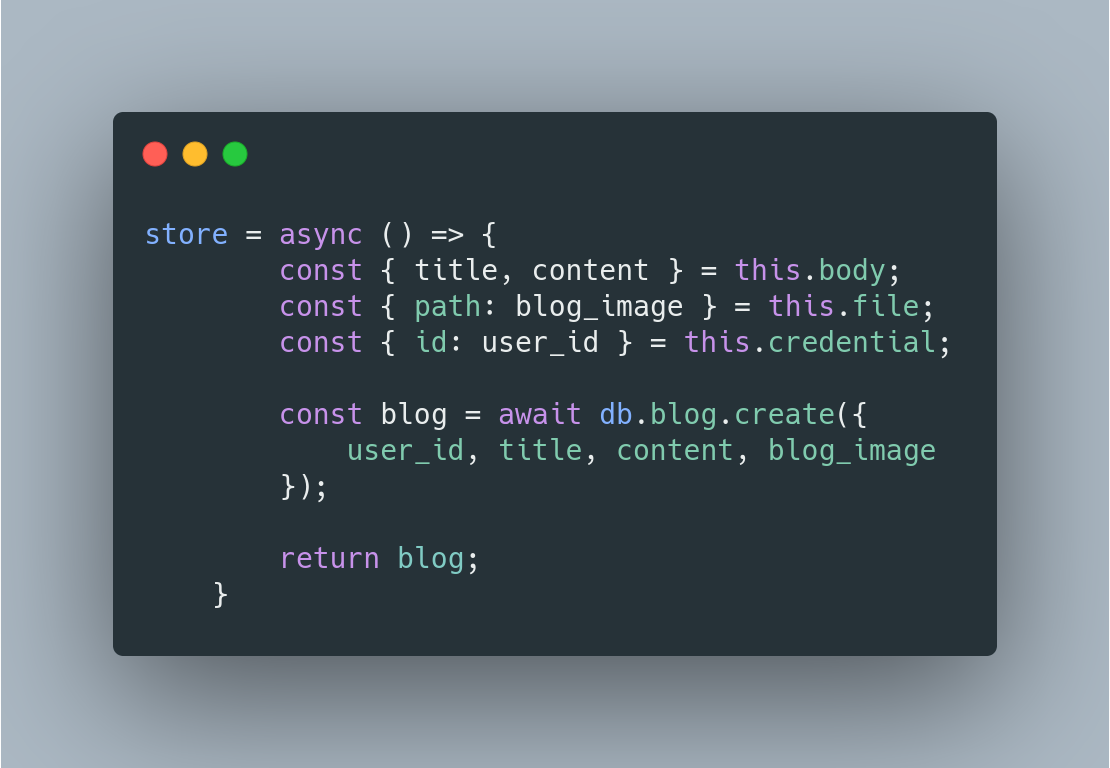 store = async () => {
        const { title, content } = this.body;
        const { path: blog_image } = this.file;
        const { id: user_id } = this.credential;

        const blog = await db.blog.create({
            user_id, title, content, blog_image
        });

        return blog;
    }